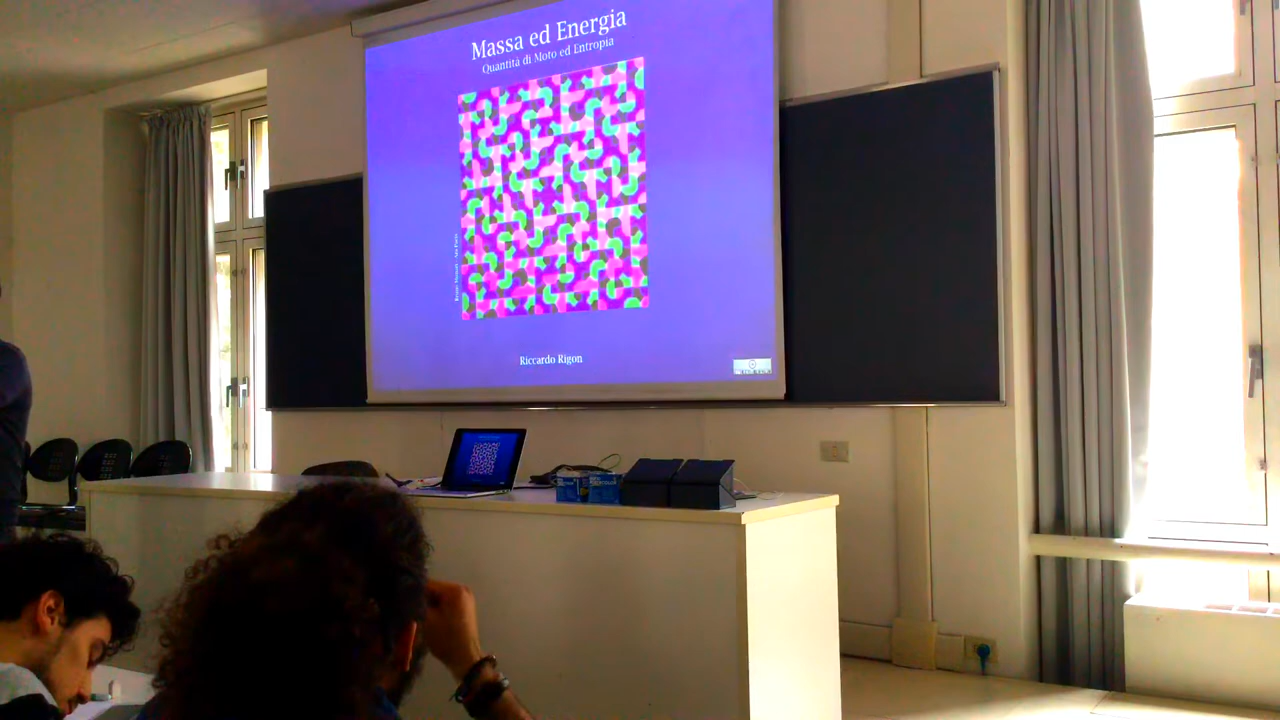 Massa ed Energia
Quantità di Moto ed Entropia
Riccardo Rigon